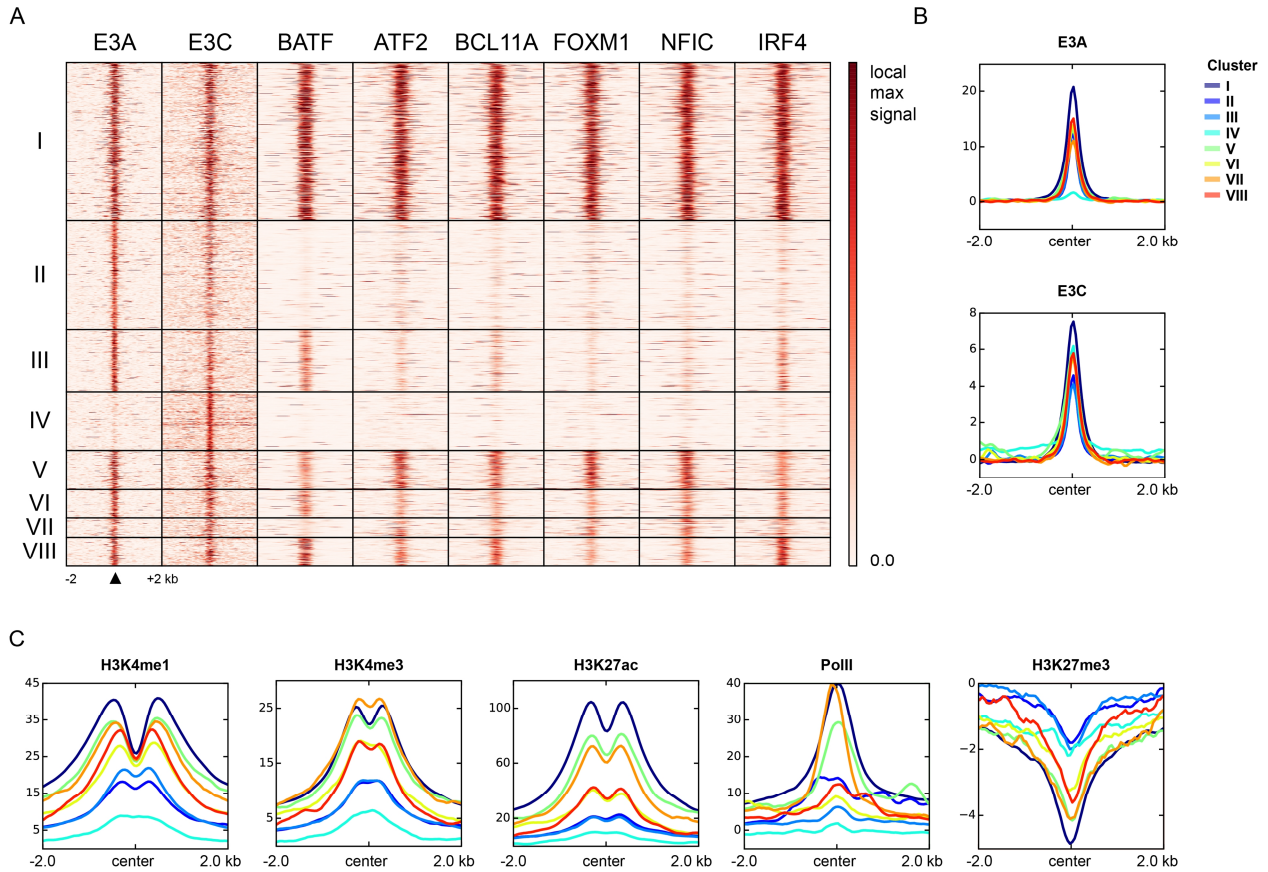 A
E3A E3C BATF ATF2 BCL11A FOXM1 NFIC IRF4
I
II
III
IV
V
VI
VII
VIII
-2 ▲ +2 kb
local
max
signal
0.0
B
E3A
20
10
0
-2.0 center 2.0 kb
Cluster
I
II
III
IV
V
VI
VII
VIII
E3C
8
6
4
2
0
-2.0 center 2.0 kb
C
H3K4me1
45
35
25
15
5
-2.0 center 2.0 kb
H3K4me3
25
15
5
-2.0 center 2.0 kb
H3K27ac
100
60
20
-2.0 center 2.0 kb
PolII
40
30
20
10
0
-2.0 center 2.0 kb
H3K27me3
0
−2
−4
-2.0 center 2.0 kb